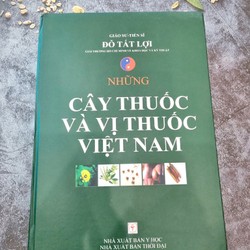 GIÁO SƯ-TIẾN SĨ
ĐỖ TẤT LỢI
NHỮNG
CÂY THUỐC
VÀ VỊ THUỐC
VIỆT NAM
NHÀ XUẤT BẢN Y HỌC
NHÀ XUẤT BẢN THỜI ĐẠI